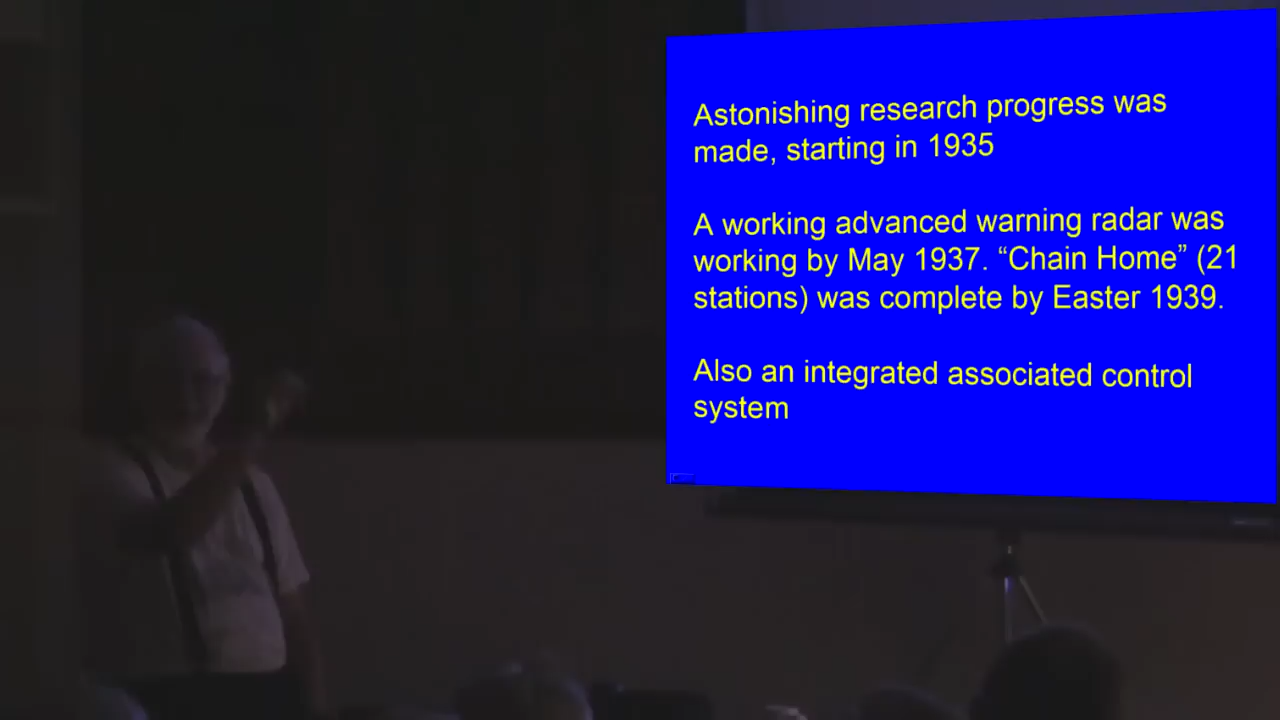 Astonishing research progress was
made, starting in 1935
A working advanced warning radar was
working by May 1937. “Chain Home” (21
stations) was complete by Easter 1939.
Also an integrated associated control
system